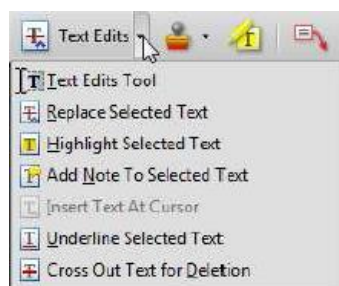 Text Edits
Text Edits Tool
Replace Selected Text
Highlight Selected Text
Add Note To Selected Text
Insert Text At Cursor
Underline Selected Text
Cross Out Text for Deletion